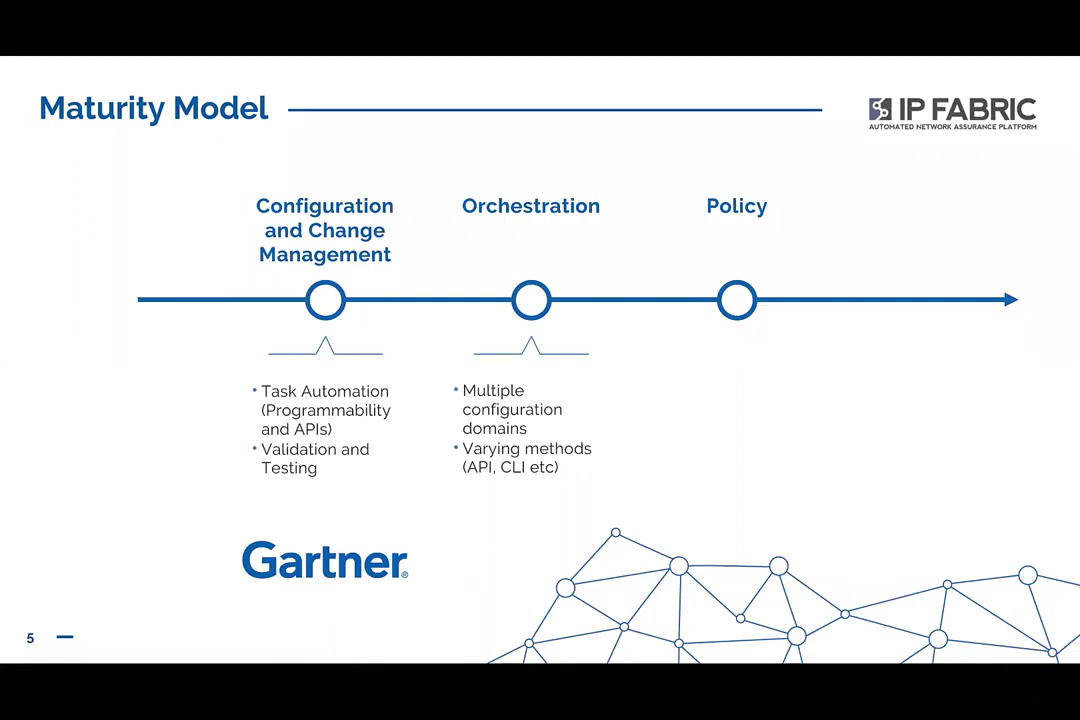 Maturity Model
IP FABRIC
AUTOMATED NETWORK ASSURANCE PLATFORM
Configuration
and Change
Management
Orchestration
Policy
• Task Automation
(Programmability
and APIs)
• Validation and
Testing
• Multiple
configuration
domains
• Varying methods
(API, CLI etc)
Gartner®
5